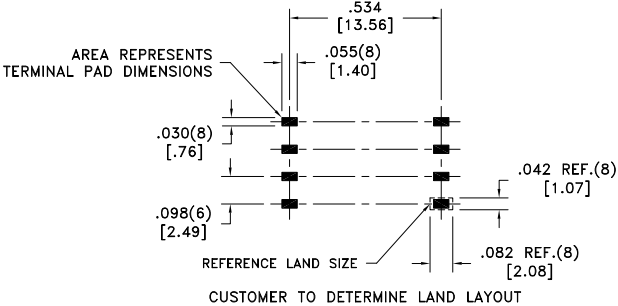 .534
[13.56]
AREA REPRESENTS
TERMINAL PAD DIMENSIONS
.055(8)
[1.40]
.030(8)
[.76]
.042 REF.(8)
[1.07]
.098(6)
[2.49]
REFERENCE LAND SIZE
.082 REF.(8)
[2.08]
CUSTOMER TO DETERMINE LAND LAYOUT